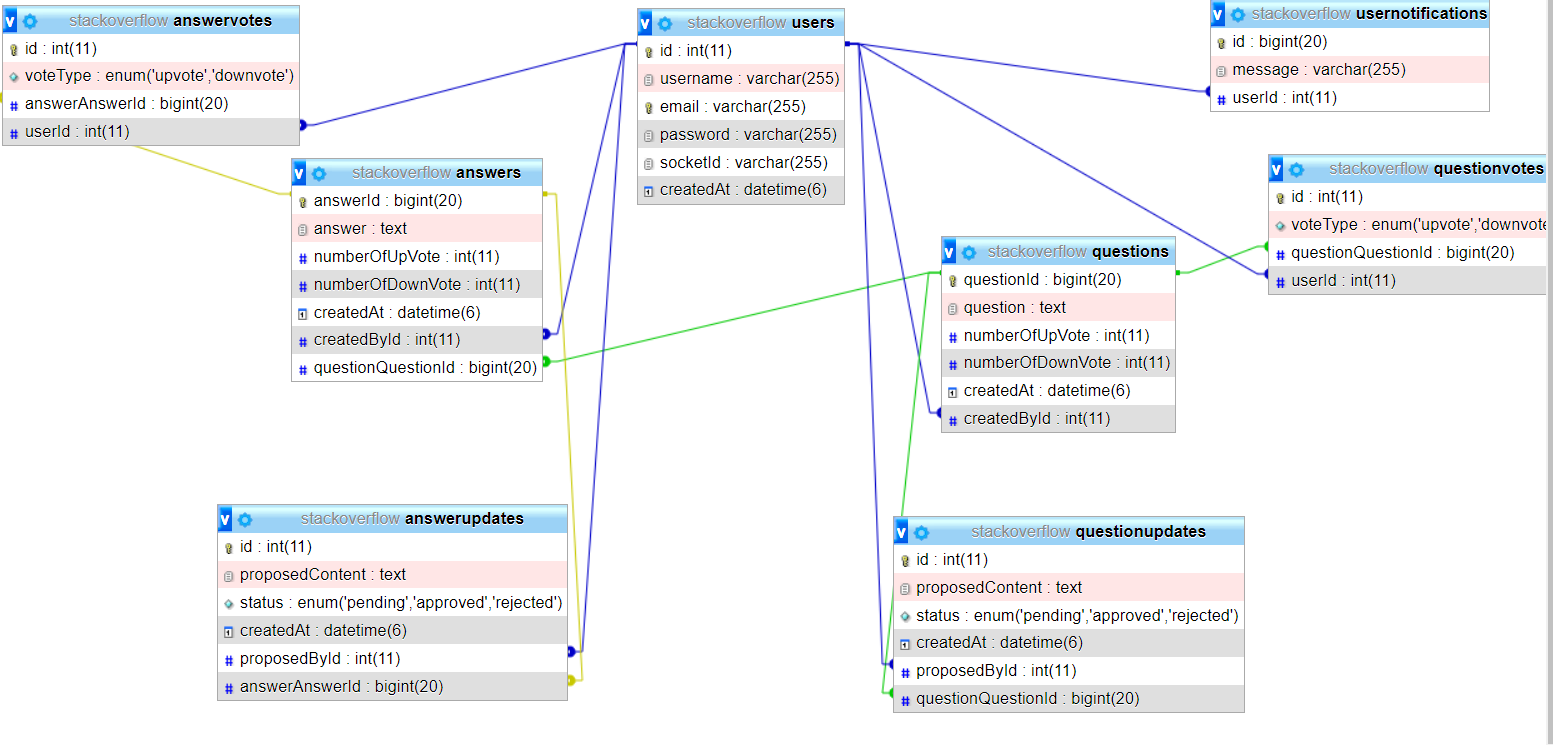 v stackoverflow answervotes
id : int(11)
voteType : enum('upvote','downvote')
answerAnswerId : bigint(20)
userId : int(11)
v stackoverflow users
id : int(11)
username : varchar(255)
email : varchar(255)
password : varchar(255)
socketId : varchar(255)
createdAt : datetime(6)
v stackoverflow usernotifications
id : bigint(20)
message : varchar(255)
userId : int(11)
v stackoverflow answers
answerId : bigint(20)
answer : text
numberOfUpVote : int(11)
numberOfDownVote : int(11)
createdAt : datetime(6)
createdById : int(11)
questionQuestionId : bigint(20)
v stackoverflow questionvotes
id : int(11)
voteType : enum('upvote','downvote
questionQuestionId : bigint(20)
userId : int(11)
v stackoverflow questions
questionId : bigint(20)
question : text
numberOfUpVote : int(11)
numberOfDownVote : int(11)
createdAt : datetime(6)
createdById : int(11)
v stackoverflow answerupdates
id : int(11)
proposedContent : text
status : enum('pending','approved','rejected')
createdAt : datetime(6)
proposedById : int(11)
answerAnswerId : bigint(20)
v stackoverflow questionupdates
id : int(11)
proposedContent : text
status : enum('pending','approved','rejected')
createdAt : datetime(6)
proposedById : int(11)
questionQuestionId : bigint(20)